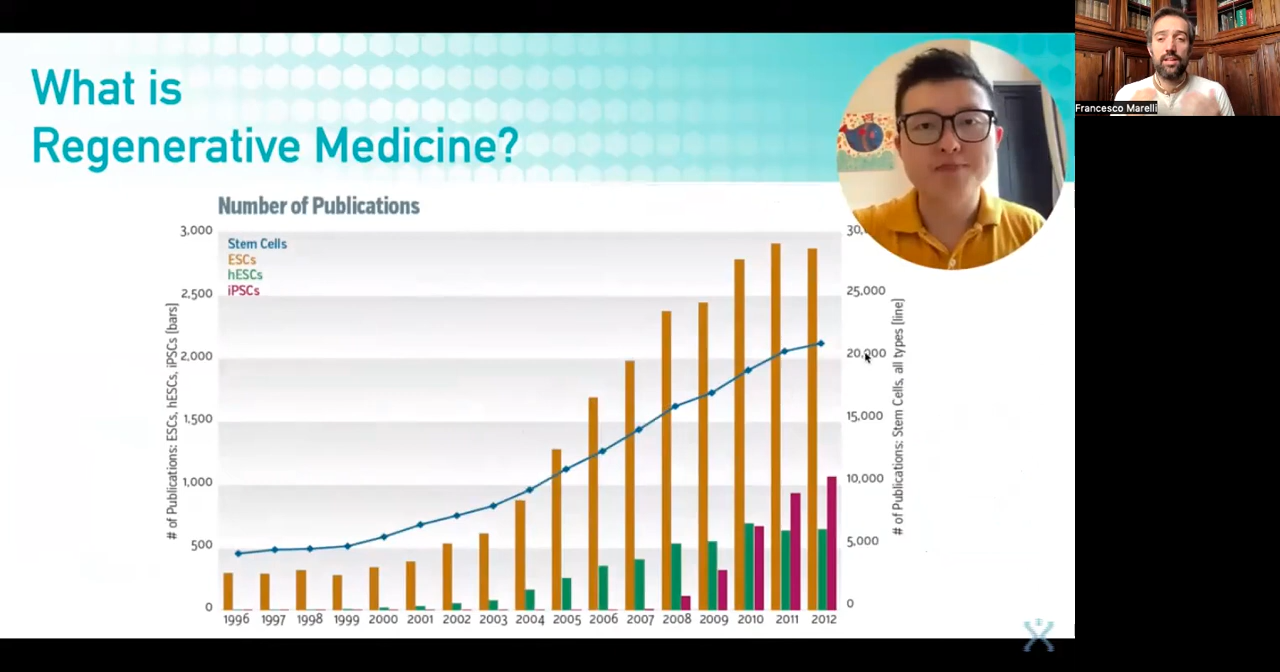 What is
Regenerative Medicine?
Francesco Marelli
Number of Publications
Stem Cells
ESCs
hESCs
iPSCs
# of Publications: ESCs, hESCs, iPSCs (bars)
3,000
2,500
2,000
1,500
1,000
500
0
25,000
20,000
15,000
10,000
5,000
0
# of Publications: Stem Cells, all types (line)
1996 1997 1998 1999 2000 2001 2002 2003 2004 2005 2006 2007 2008 2009 2010 2011 2012